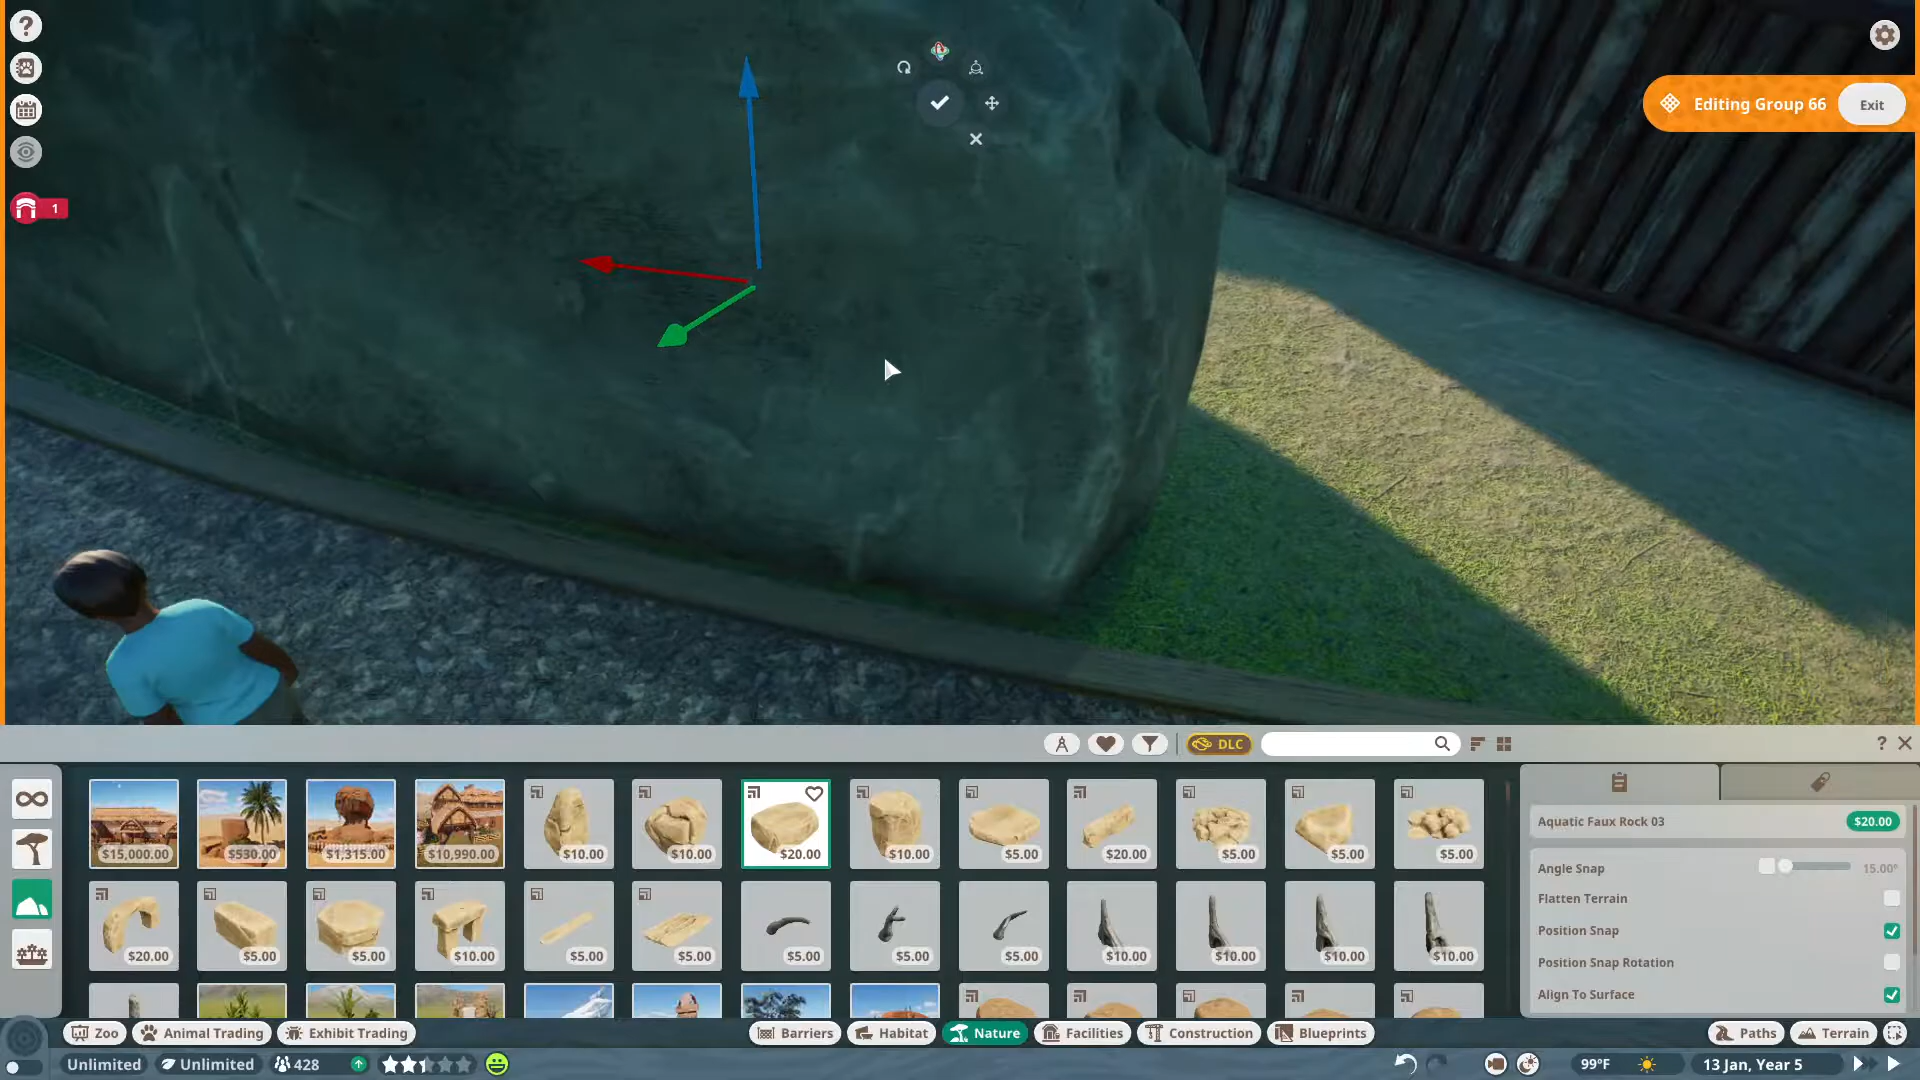 ?
Editing Group 66 Exit
1
DLC
?
$15,000.00 $530.00 $1,315.00 $10,990.00 $10.00 $10.00 $20.00 $10.00 $5.00 $20.00 $5.00 $5.00 $5.00
$20.00 $5.00 $5.00 $10.00 $5.00 $5.00 $5.00 $5.00 $5.00 $10.00 $10.00 $10.00 $10.00
Aquatic Faux Rock 03 $20.00
Angle Snap 15.00°
Flatten Terrain
Position Snap
Position Snap Rotation
Align To Surface
Zoo Animal Trading Exhibit Trading Barriers Habitat Nature Facilities Construction Blueprints Paths Terrain
Unlimited Unlimited 428 99°F 13 Jan, Year 5